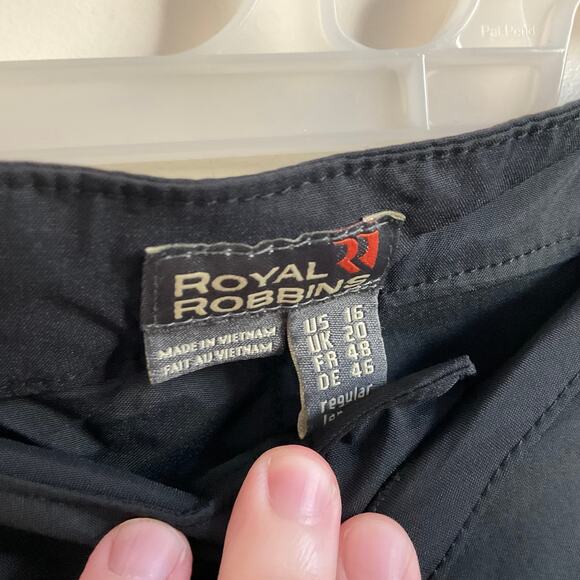 Pat Pend
ROYAL
ROBBINS
MADE IN VIETNAM
FAIT AU VIETNAM
US 16
UK 20
FR 48
DE 46
regular